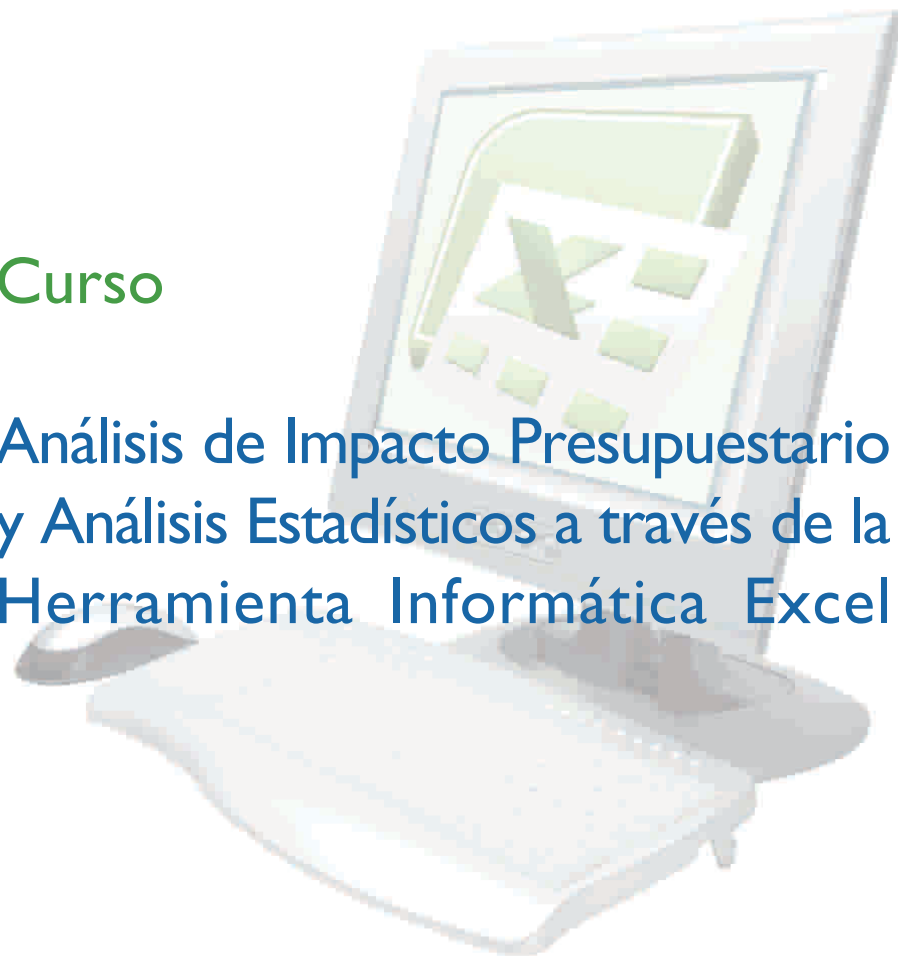 Curso
Análisis de Impacto Presupuestario
y Análisis Estadísticos a través de la
Herramienta Informática Excel